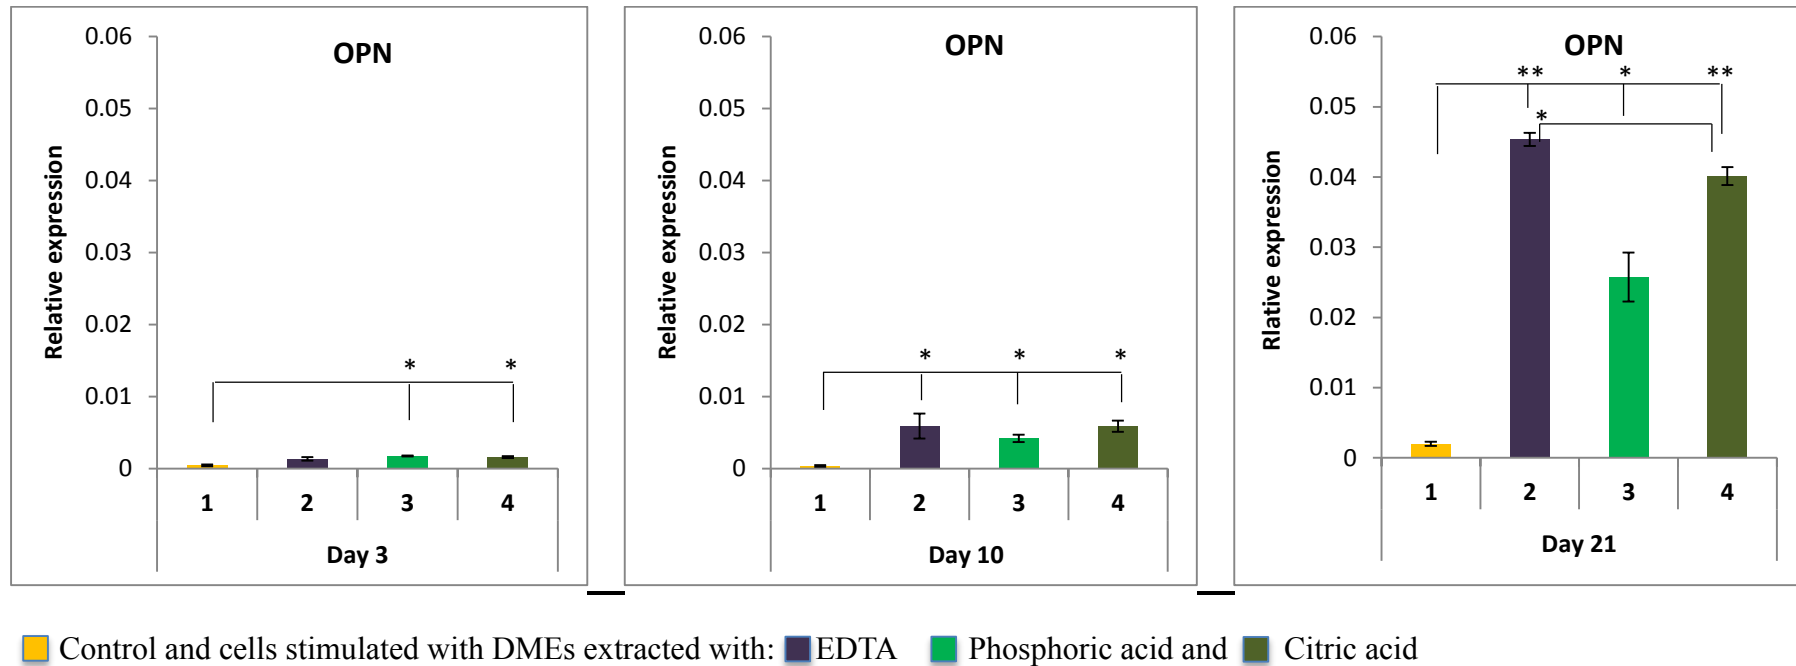 OPN
0.06
0.05
0.04
0.03
0.02
0.01
0
Relative expression
* *
1 2 3 4
Day 3
OPN
0.06
0.05
0.04
0.03
0.02
0.01
0
Relative expression
* * *
1 2 3 4
Day 10
OPN
0.06
0.05
0.04
0.03
0.02
0.01
0
Rlative expression
** * **
*
1 2 3 4
Day 21
Control and cells stimulated with DMEs extracted with: EDTA Phosphoric acid and Citric acid